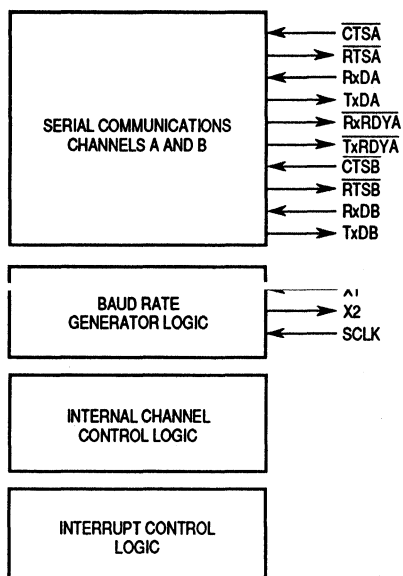 CTSA
RTSA
RxDA
TxDA
RxRDYA
TxRDYA
CTSB
RTSB
RxDB
TxDB
SERIAL COMMUNICATIONS
CHANNELS A AND B
X1
X2
SCLK
BAUD RATE
GENERATOR LOGIC
INTERNAL CHANNEL
CONTROL LOGIC
INTERRUPT CONTROL
LOGIC